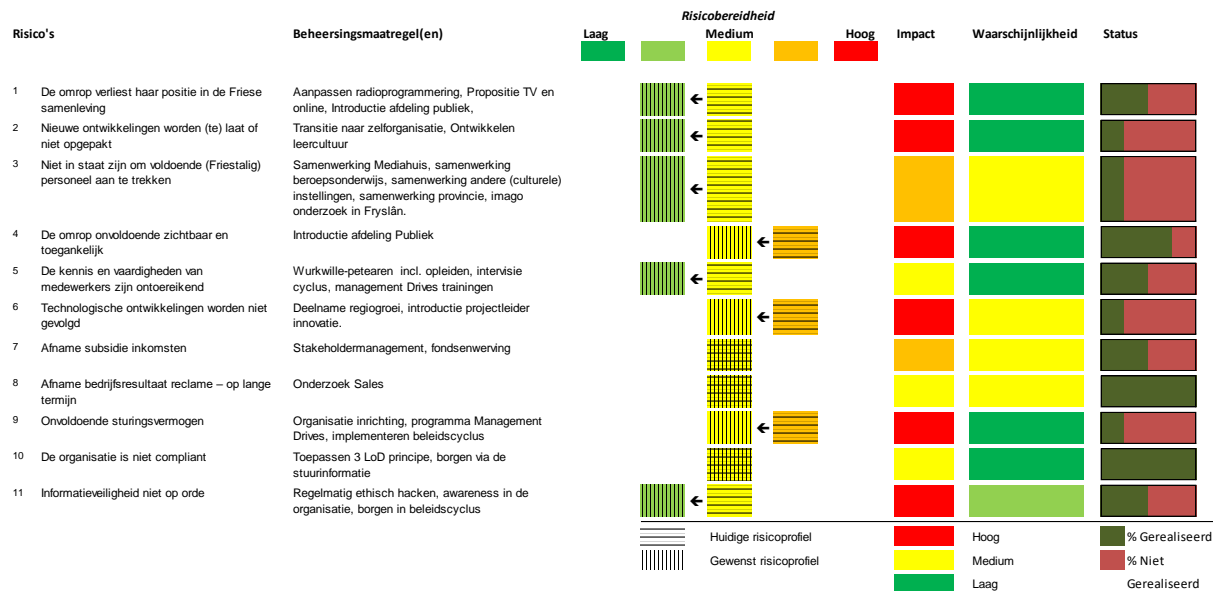 Risicobereidheid
Risico's Beheersingsmaatregel(en) Laag Medium Hoog Impact Waarschijnlijkheid Status
1 De omrop verliest haar positie in de Friese Aanpassen radioprogrammering, Propositie TV en
samenleving online, Introductie afdeling publiek,
2 Nieuwe ontwikkelingen worden (te) laat of Transitie naar zelforganisatie, Ontwikkelen
niet opgepakt leercultuur
3 Niet in staat zijn om voldoende (Friestalig) Samenwerking Mediahuis, samenwerking
personeel aan te trekken beroepsonderwijs, samenwerking andere (culturele)
instellingen, samenwerking provincie, imago
onderzoek in Fryslân.
4 De omrop onvoldoende zichtbaar en Introductie afdeling Publiek
toegankelijk
5 De kennis en vaardigheden van Wurkwille-petearen incl. opleiden, intervisie
medewerkers zijn ontoereikend cyclus, management Drives trainingen
6 Technologische ontwikkelingen worden niet Deelname regiogroei, introductie projectleider
gevolgd innovatie.
7 Afname subsidie inkomsten Stakeholdermanagement, fondsenwerving
8 Afname bedrijfsresultaat reclame – op lange Onderzoek Sales
termijn
9 Onvoldoende sturingsvermogen Organisatie inrichting, programma Management
Drives, implementeren beleidscyclus
10 De organisatie is niet compliant Toepassen 3 LoD principe, borgen via de
stuurinformatie
11 Informatieveiligheid niet op orde Regelmatig ethisch hacken, awareness in de
organisatie, borgen in beleidscyclus
Huidige risicoprofiel Hoog % Gerealiseerd
Gewenst risicoprofiel Medium % Niet
Laag Gerealiseerd